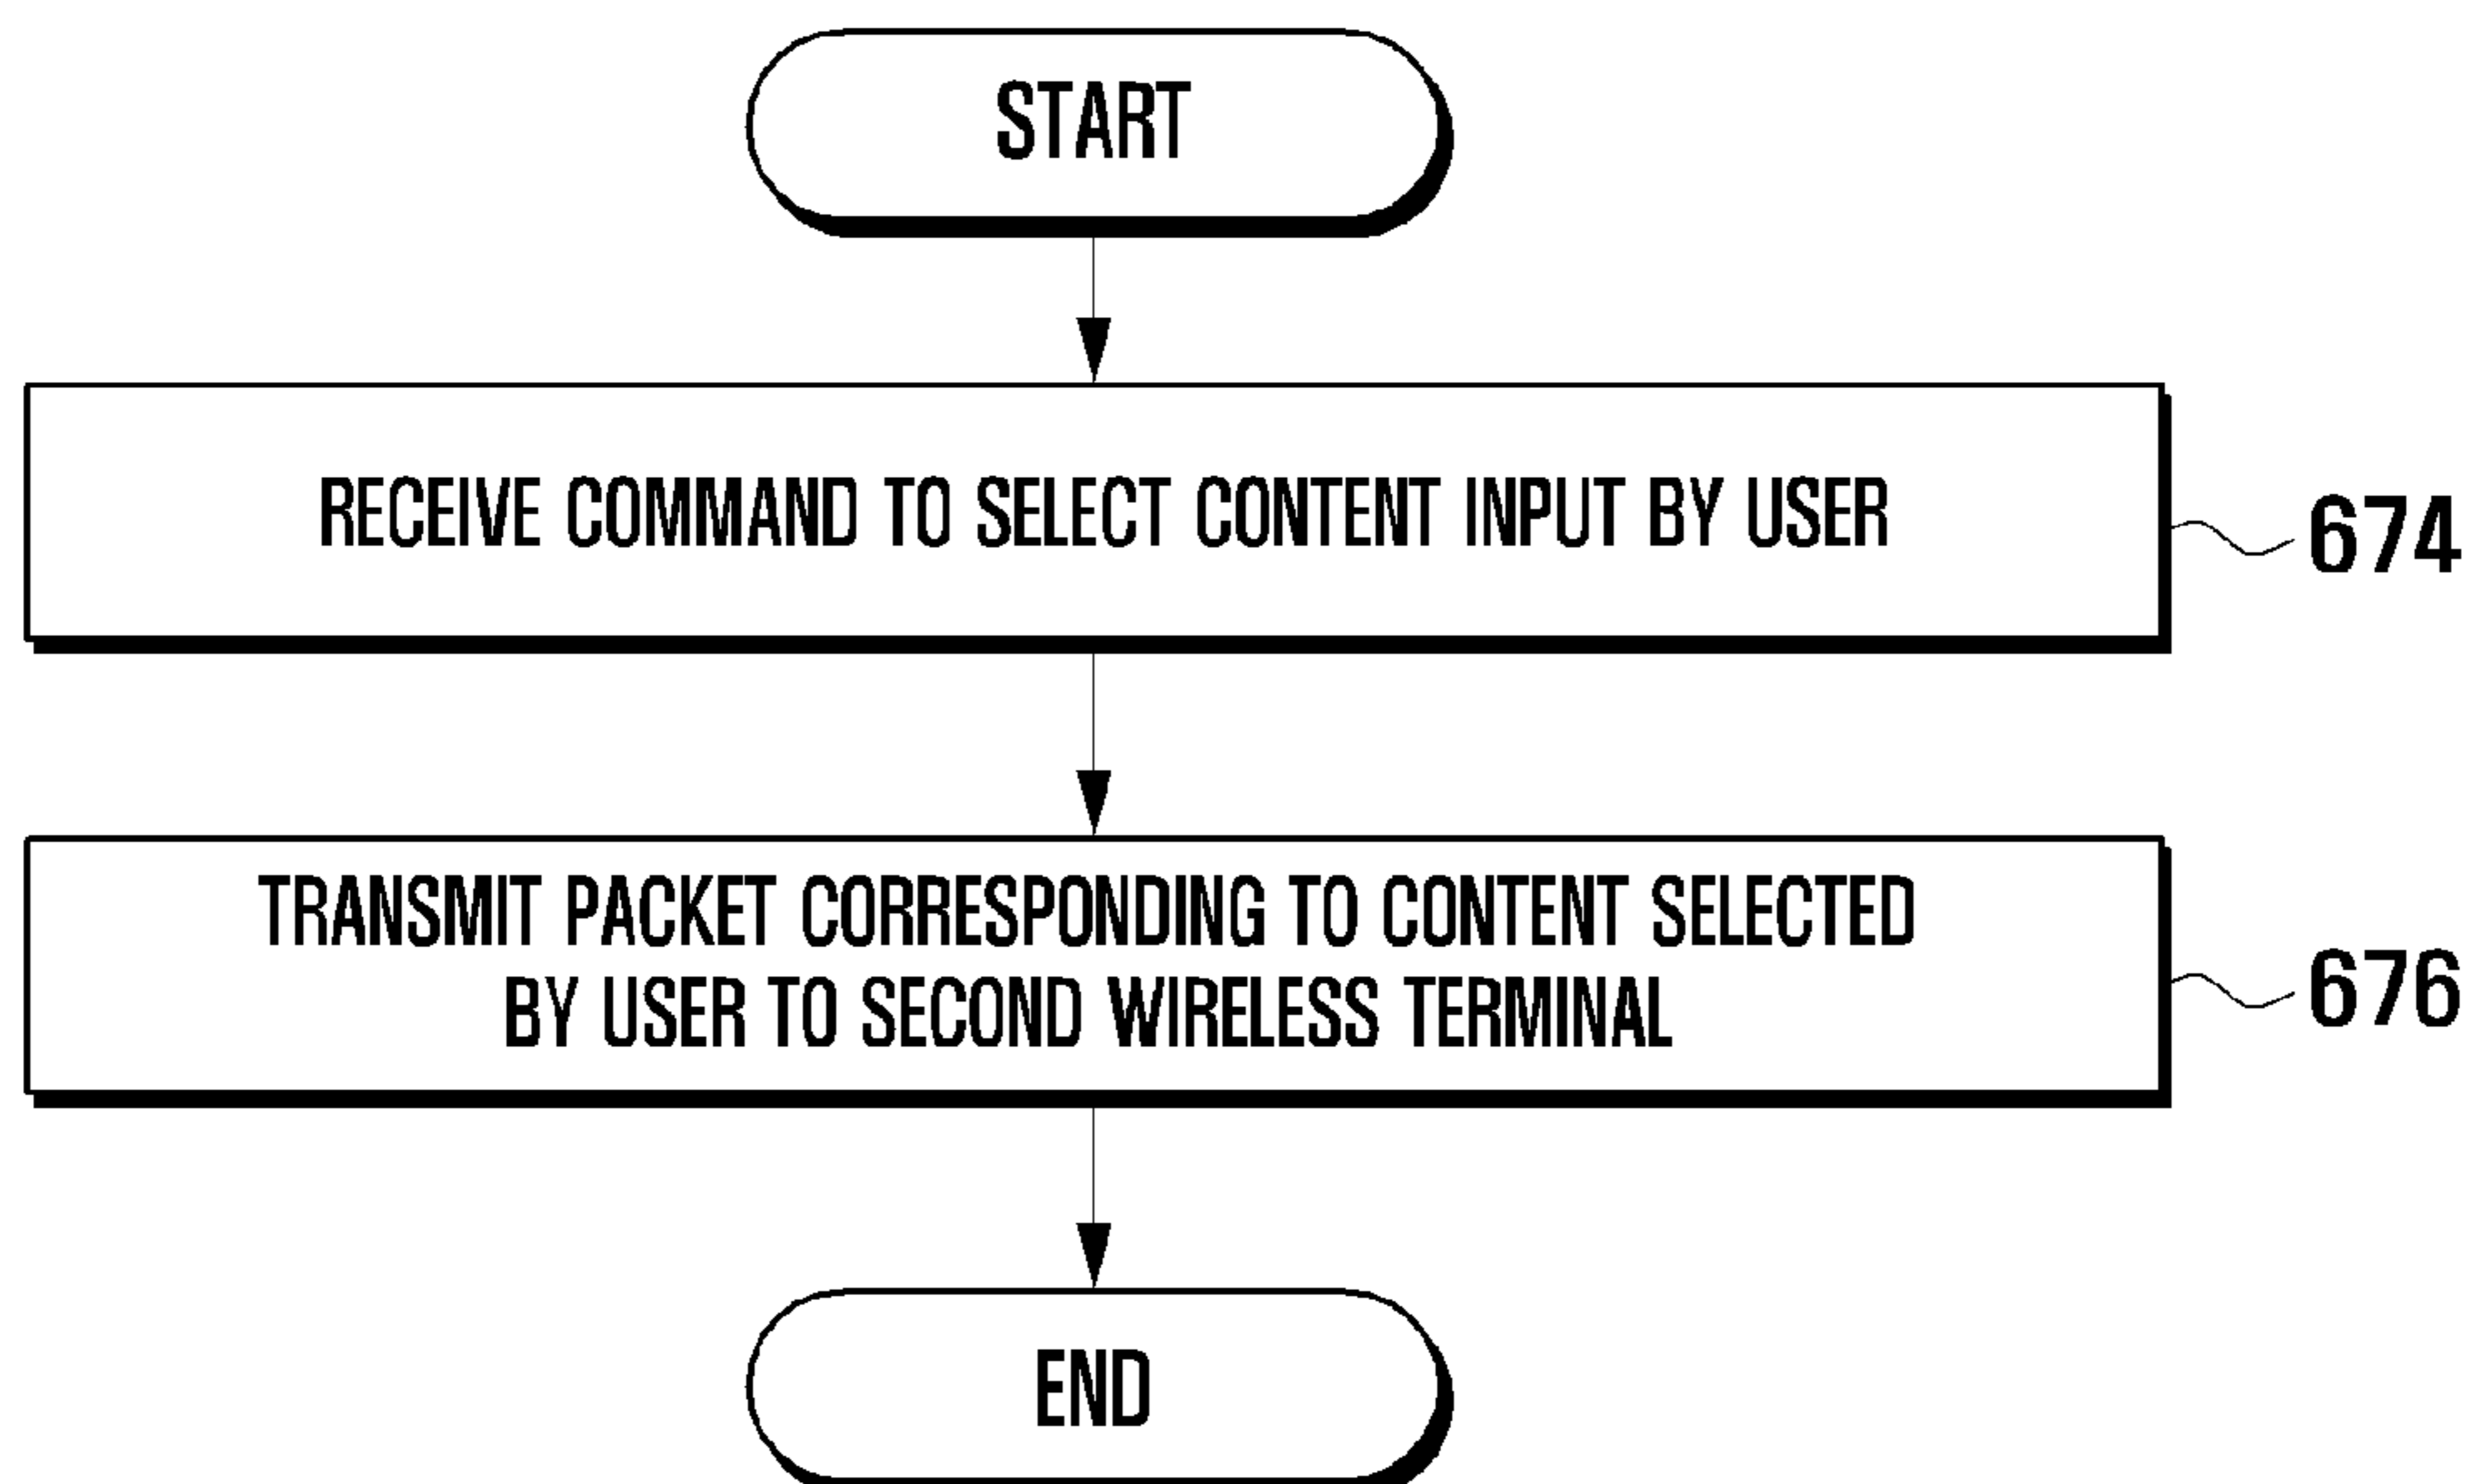 START
RECEIVE COMMAND TO SELECT CONTENT INPUT BY USER
674
TRANSMIT PACKET CORRESPONDING TO CONTENT SELECTED
BY USER TO SECOND WIRELESS TERMINAL
676
END